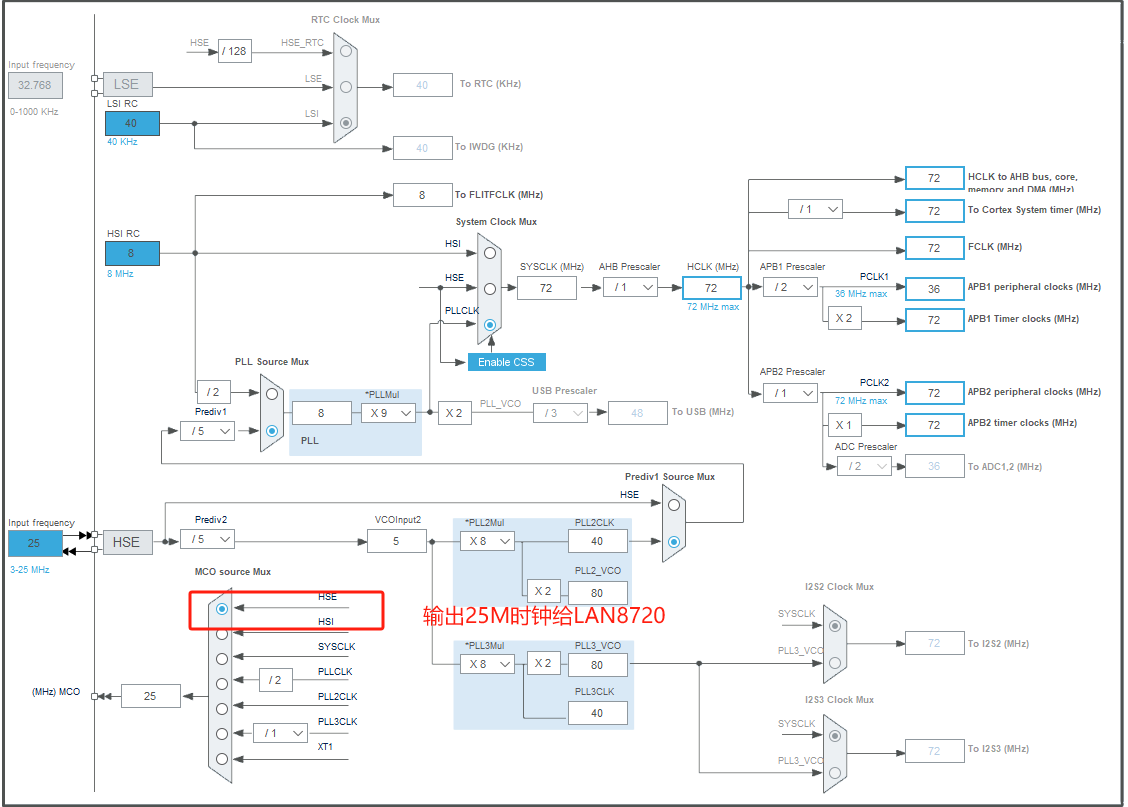 RTC Clock Mux
HSE
/ 128
HSE_RTC
Input frequency
32.768
0-1000 KHz
LSE
LSE
40
To RTC (KHz)
LSI RC
40
40 KHz
LSI
40
To IWDG (KHz)
8
To FLITFCLK (MHz)
HSI RC
8
8 MHz
System Clock Mux
HSI
HSE
PLLCLK
SYSCLK (MHz)
72
AHB Prescaler
/ 1
HCLK (MHz)
72
72 MHz max
Enable CSS
72
HCLK to AHB bus, core,
memory and DMA (MHz)
/ 1
72
To Cortex System timer (MHz)
72
FCLK (MHz)
APB1 Prescaler
/ 2
PCLK1
36 MHz max
36
APB1 peripheral clocks (MHz)
X 2
72
APB1 Timer clocks (MHz)
APB2 Prescaler
/ 1
PCLK2
72 MHz max
72
APB2 peripheral clocks (MHz)
X 1
72
APB2 timer clocks (MHz)
ADC Prescaler
/ 2
36
To ADC1,2 (MHz)
PLL Source Mux
/ 2
Prediv1
/ 5
8
*PLLMul
X 9
PLL
X 2
PLL_VCO
USB Prescaler
/ 3
48
To USB (MHz)
Prediv1 Source Mux
HSE
Input frequency
25
3-25 MHz
HSE
Prediv2
/ 5
VCOInput2
5
*PLL2Mul
X 8
PLL2CLK
40
PLL2_VCO
X 2
80
MCO source Mux
HSE
HSI
SYSCLK
PLLCLK
/ 2
PLL2CLK
PLL3CLK
/ 1
XT1
(MHz) MCO
25
输出25M时钟给LAN8720
*PLL3Mul
X 8
X 2
PLL3_VCO
80
PLL3CLK
40
I2S2 Clock Mux
SYSCLK
PLL3_VCO
72
To I2S2 (MHz)
I2S3 Clock Mux
SYSCLK
PLL3_VCO
72
To I2S3 (MHz)